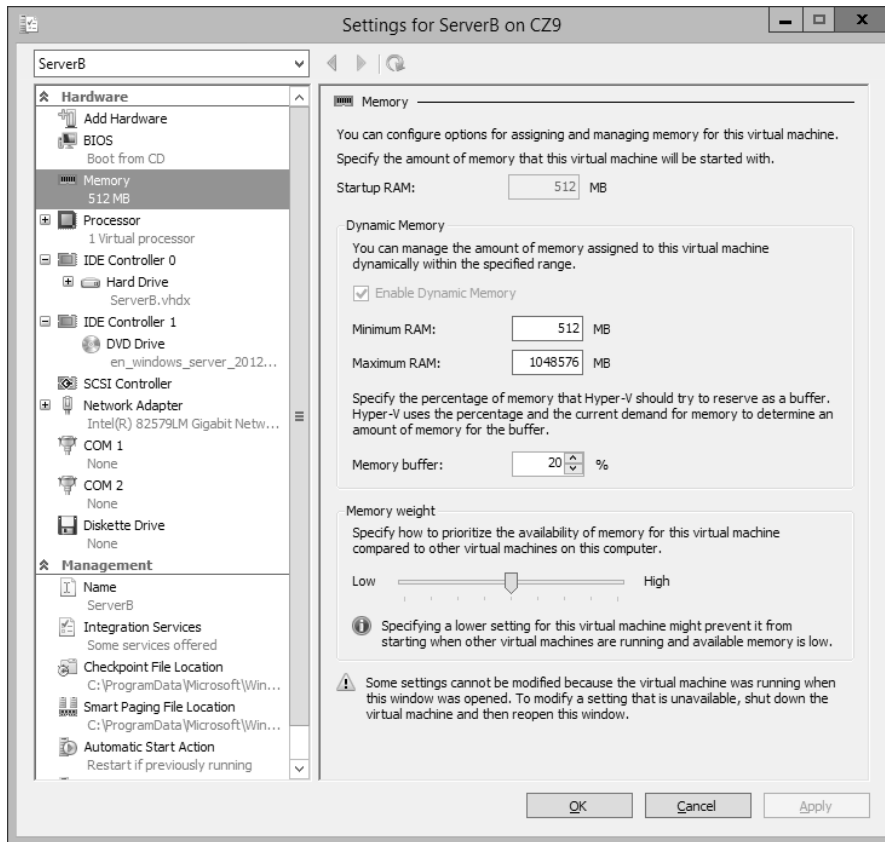 Settings for ServerB on CZ9
ServerB
Hardware
Add Hardware
BIOS
Boot from CD
Memory
512 MB
Processor
1 Virtual processor
IDE Controller 0
Hard Drive
ServerB.vhdx
IDE Controller 1
DVD Drive
en_windows_server_2012...
SCSI Controller
Network Adapter
Intel(R) 82579LM Gigabit Netw...
COM 1
None
COM 2
None
Diskette Drive
None
Management
Name
ServerB
Integration Services
Some services offered
Checkpoint File Location
C:\ProgramData\Microsoft\Win...
Smart Paging File Location
C:\ProgramData\Microsoft\Win...
Automatic Start Action
Restart if previously running
Memory
You can configure options for assigning and managing memory for this virtual machine.
Specify the amount of memory that this virtual machine will be started with.
Startup RAM: 512 MB
Dynamic Memory
You can manage the amount of memory assigned to this virtual machine
dynamically within the specified range.
Enable Dynamic Memory
Minimum RAM: 512 MB
Maximum RAM: 1048576 MB
Specify the percentage of memory that Hyper-V should try to reserve as a buffer.
Hyper-V uses the percentage and the current demand for memory to determine an
amount of memory for the buffer.
Memory buffer: 20 %
Memory weight
Specify how to prioritize the availability of memory for this virtual machine
compared to other virtual machines on this computer.
Low High
Specifying a lower setting for this virtual machine might prevent it from
starting when other virtual machines are running and available memory is low.
Some settings cannot be modified because the virtual machine was running when
this window was opened. To modify a setting that is unavailable, shut down the
virtual machine and then reopen this window.
OK Cancel Apply